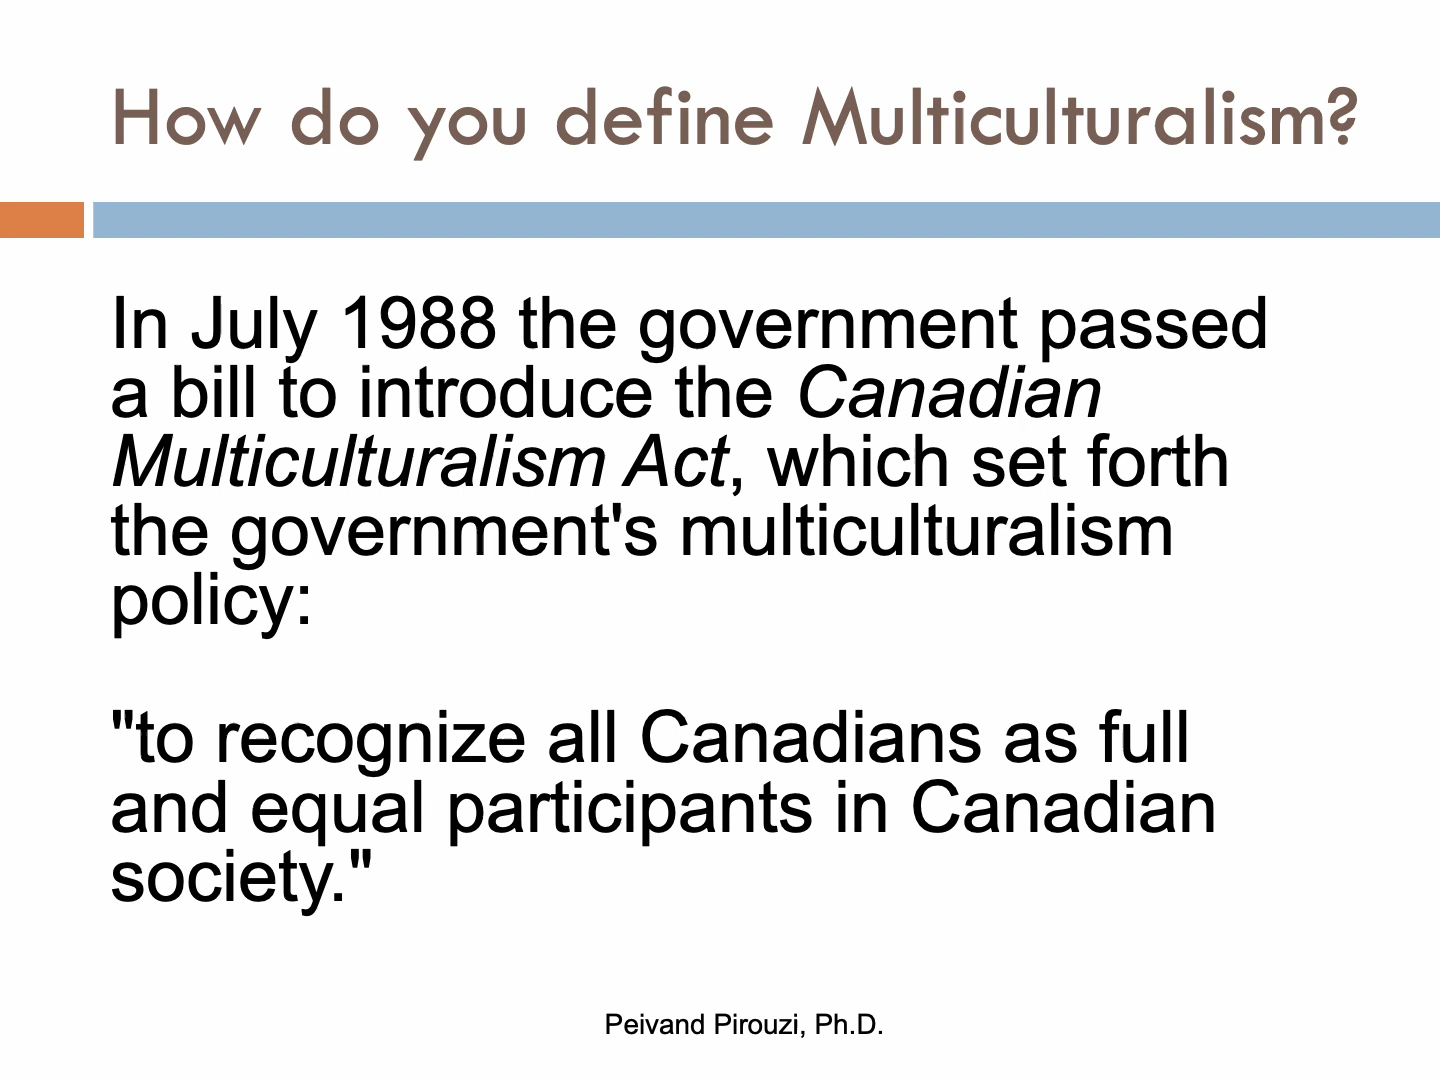 How do you define Multiculturalism?
In July 1988 the government passed
a bill to introduce the Canadian
Multiculturalism Act, which set forth
the government's multiculturalism
policy:
"to recognize all Canadians as full
and equal participants in Canadian
society."
Peivand Pirouzi, Ph.D.